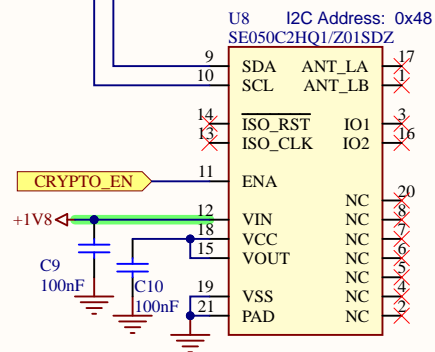 U8 I2C Address: 0x48
SE050C2HQ1/Z01SDZ
9 SDA ANT_LA 17
10 SCL ANT_LB 1
14 ISO_RST IO1 3
13 ISO_CLK IO2 16
CRYPTO_EN 11 ENA
NC 20
+1V8 12 VIN NC 8
18 VCC NC 7
15 VOUT NC 6
C9 NC 5
100nF C10 19 VSS NC 4
100nF 21 PAD NC 2